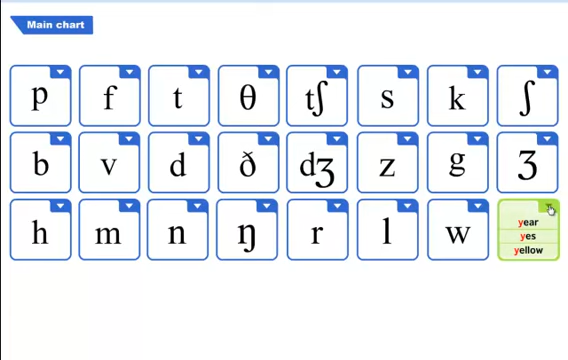 Main chart
p f t θ tʃ s k ʃ
b v d ð dʒ z g ʒ
h m n ŋ r l w
year
yes
yellow